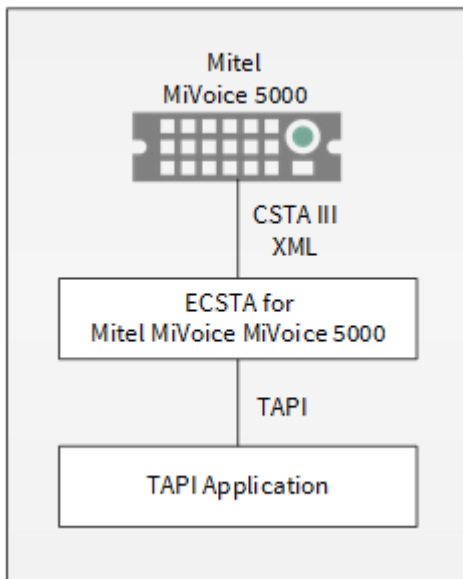 Mitel
MiVoice 5000
CSTA III
XML
ECSTA for
Mitel MiVoice MiVoice 5000
TAPI
TAPI Application